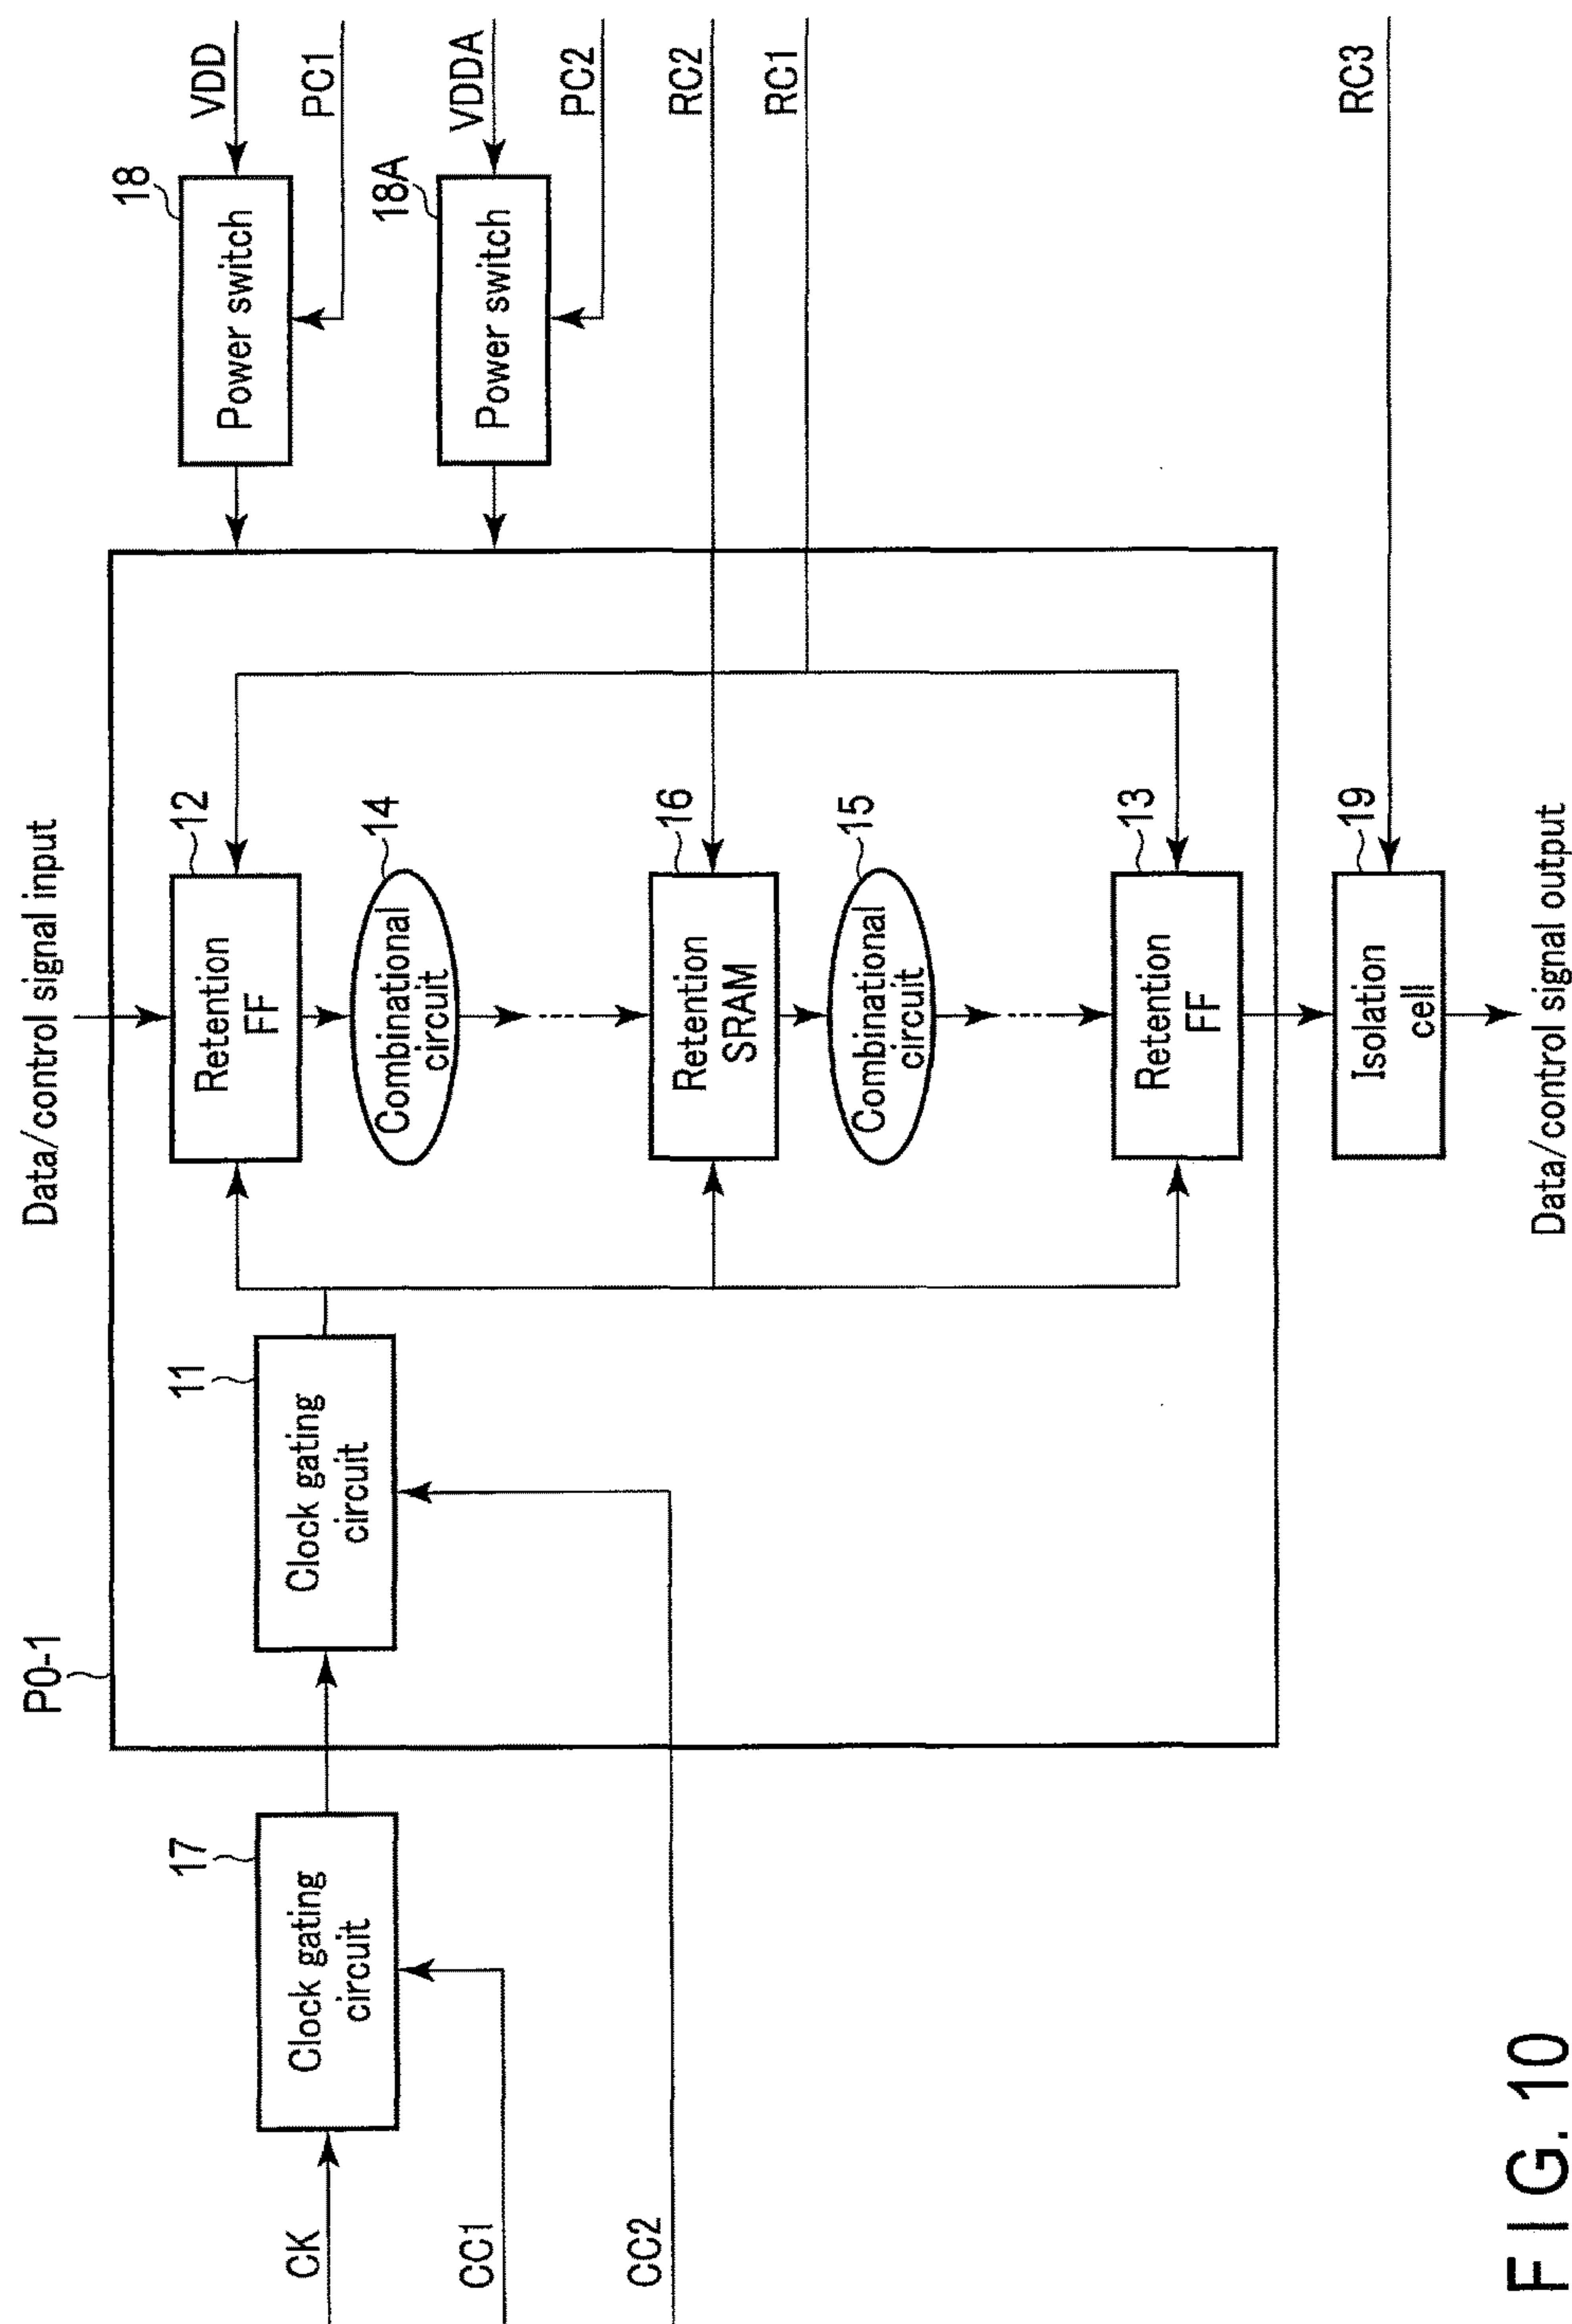 Data/control signal input
P0-1
CK
CC1
CC2
17
Clock gating
circuit
11
Clock gating
circuit
12
Retention
FF
14
Combinational
circuit
16
Retention
SRAM
15
Combinational
circuit
13
Retention
FF
19
Isolation
cell
Data/control signal output
18
Power switch
VDD
PC1
18A
Power switch
VDDA
PC2
RC2
RC1
RC3
FIG. 10